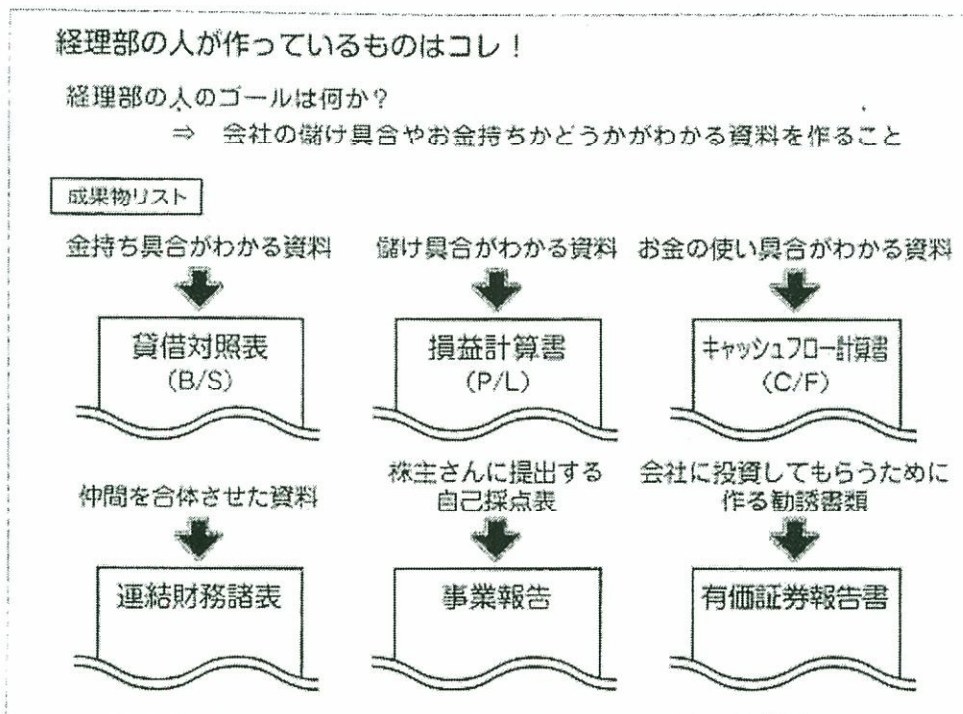 経理部の人が作っているものはコレ！
経理部の人のゴールは何か？
⇒ 会社の儲け具合やお金持ちかどうかがわかる資料を作ること
成果物リスト
金持ち具合がわかる資料
儲け具合がわかる資料
お金の使い具合がわかる資料
貸借対照表
(B/S)
損益計算書
(P/L)
キャッシュフロー計算書
(C/F)
仲間を合体させた資料
株主さんに提出する
自己採点表
会社に投資してもらうために
作る勧誘書類
連結財務諸表
事業報告
有価証券報告書